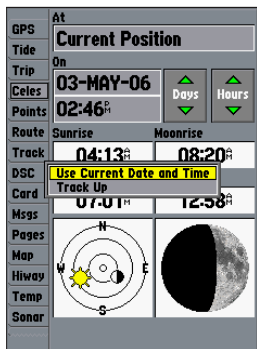 At
Current Position
On
03-MAY-06
02:46PM
Days
Hours
GPS
Tide
Trip
Celes
Points
Route
Track
DSC
Card
Msgs
Pages
Map
Hiway
Temp
Sonar
Sunrise
Moonrise
04:13A
08:20A
Use Current Date and Time
Track Up
07:01P
12:58A
N
W
E
S